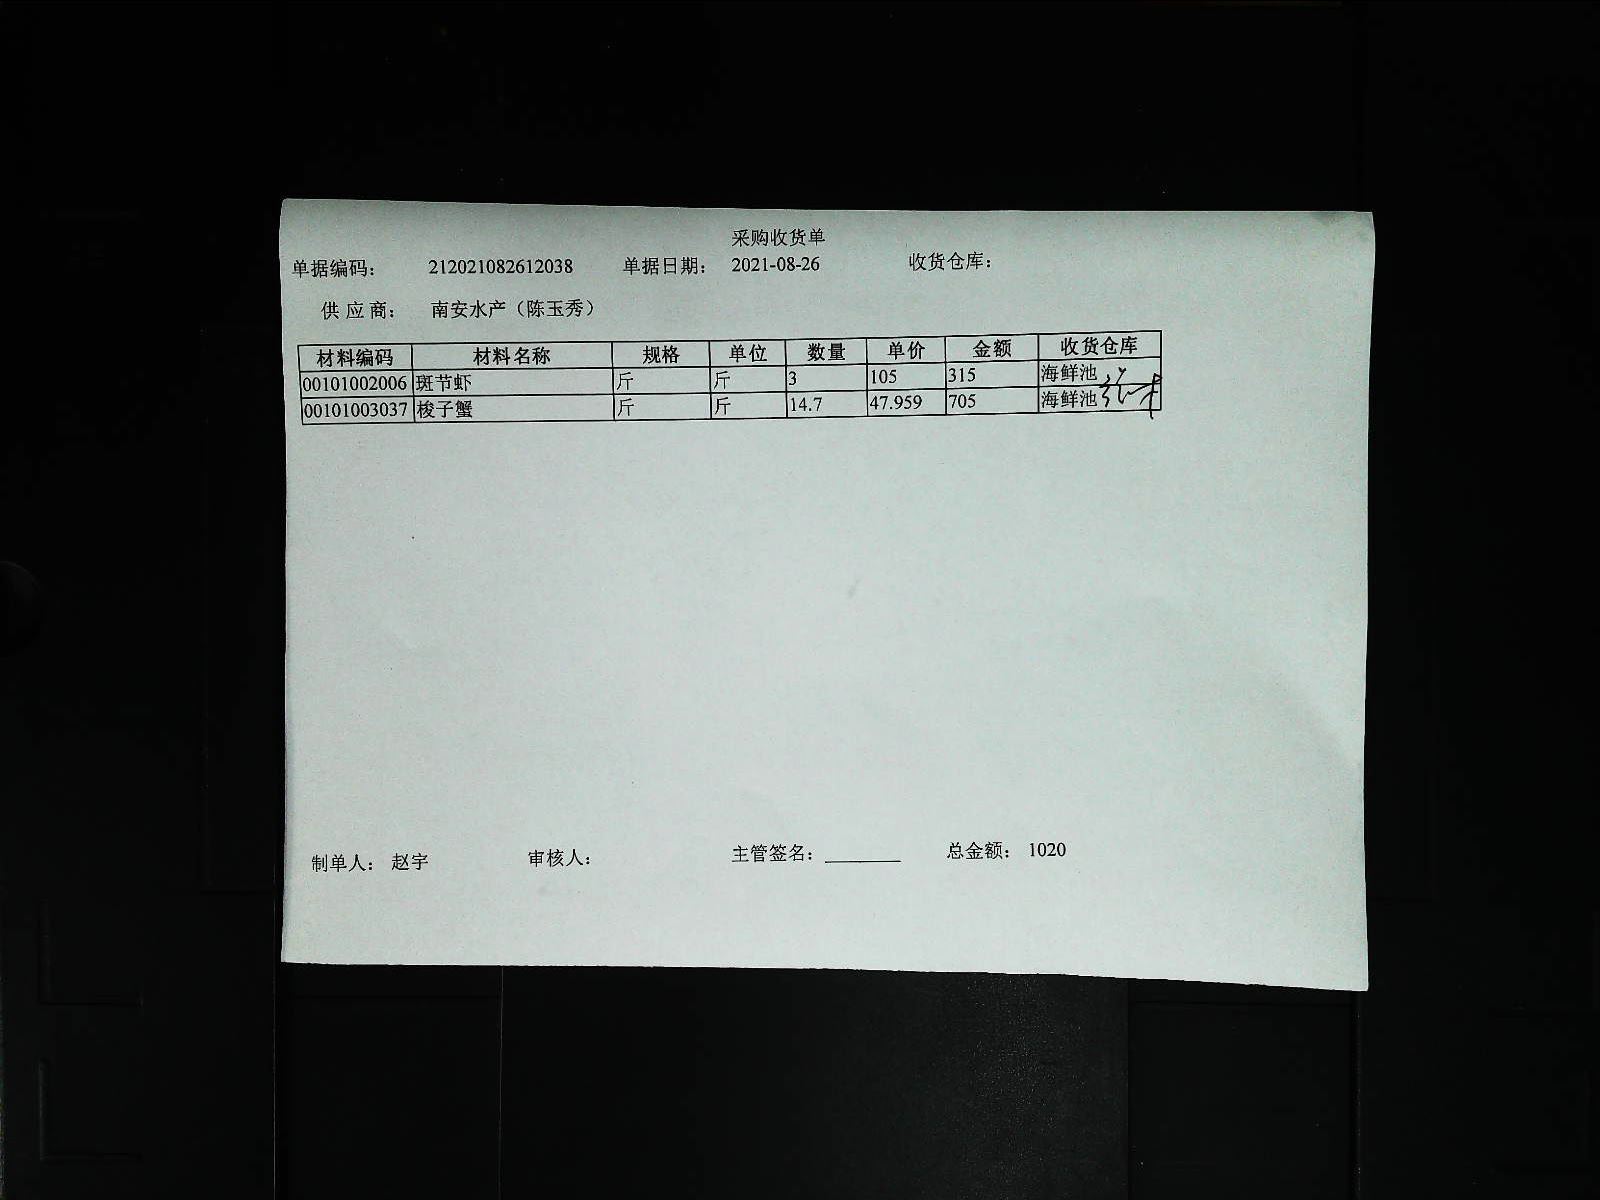 采购收货单
单据编码： 212021082612038 单据日期： 2021-08-26 收货仓库：
供应商： 南安水产（陈玉秀）
材料编码 材料名称 规格 单位 数量 单价 金额 收货仓库
00101002006 斑节虾 斤 斤 3 105 315 海鲜池
00101003037 梭子蟹 斤 斤 14.7 47.959 705 海鲜池
制单人： 赵宇 审核人： 主管签名： ________ 总金额： 1020